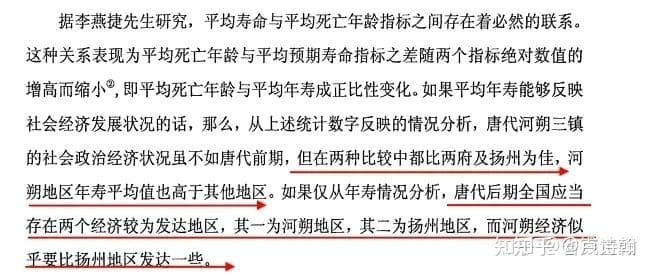 据李燕捷先生研究，平均寿命与平均死亡年龄指标之间存在着必然的联系。
这种关系表现为平均死亡年龄与平均预期寿命指标之差随两个指标绝对数值的
增高而缩小②，即平均死亡年龄与平均年寿成正比性变化。如果平均年寿能够反映
社会经济发展状况的话，那么，从上述统计数字反映的情况分析，唐代河朔三镇
的社会政治经济状况虽不如唐代前期，但在两种比较中都比两府及扬州为佳，河
朔地区年寿平均值也高于其他地区。如果仅从年寿情况分析，唐代后期全国应当
存在两个经济较为发达地区，其一为河朔地区，其二为扬州地区，而河朔经济似
乎要比扬州地区发达一些。
知乎